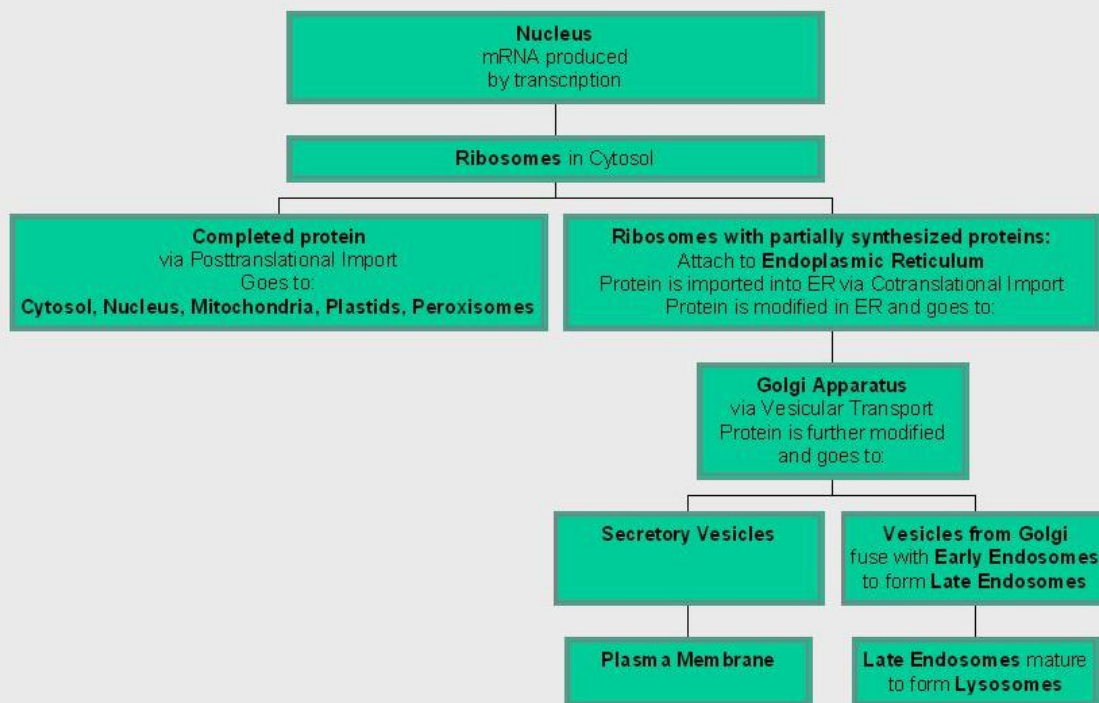 Nucleus
mRNA produced
by transcription
Ribosomes in Cytosol
Completed protein
via Posttranslational Import
Goes to:
Cytosol, Nucleus, Mitochondria, Plastids, Peroxisomes
Ribosomes with partially synthesized proteins:
Attach to Endoplasmic Reticulum
Protein is imported into ER via Cotranslational Import
Protein is modified in ER and goes to:
Golgi Apparatus
via Vesicular Transport
Protein is further modified
and goes to:
Secretory Vesicles
Vesicles from Golgi
fuse with Early Endosomes
to form Late Endosomes
Plasma Membrane
Late Endosomes mature
to form Lysosomes